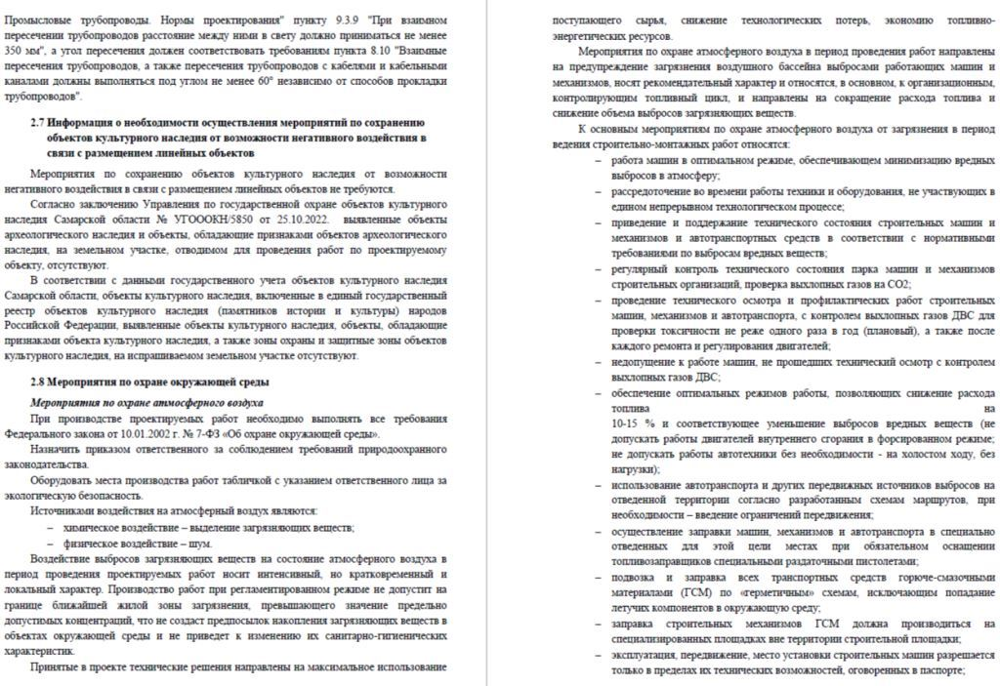 Промысловые трубопроводы. Нормы проектирования" пункту 9.3.9 "При взаимном
пересечении трубопроводов расстояние между ними в свету должно приниматься не менее
350 мм", а угол пересечения должен соответствовать требованиям пункта 8.10 "Взаимные
пересечения трубопроводов, а также пересечения трубопроводов с кабелями и кабельными
каналами должны выполняться под углом не менее 60° независимо от способов прокладки
трубопроводов".
2.7 Информация о необходимости осуществления мероприятий по сохранению
объектов культурного наследия от возможности негативного воздействия в
связи с размещением линейных объектов
Мероприятия по сохранению объектов культурного наследия от возможности
негативного воздействия в связи с размещением линейных объектов не требуются.
Согласно заключению Управления по государственной охране объектов культурного
наследия Самарской области № УГОООКН/5850 от 25.10.2022. выявленные объекты
археологического наследия и объекты, обладающие признаками объектов археологического
наследия, на земельном участке, отводимом для проведения работ по проектируемому
объекту, отсутствуют.
В соответствии с данными государственного учета объектов культурного наследия
Самарской области, объекты культурного наследия, включенные в единый государственный
реестр объектов культурного наследия (памятников истории и культуры) народов
Российской Федерации, выявленные объекты культурного наследия, объекты, обладающие
признаками объекта культурного наследия, а также зоны охраны и защитные зоны объектов
культурного наследия, на испрашиваемом земельном участке отсутствуют.
2.8 Мероприятия по охране окружающей среды
Мероприятия по охране атмосферного воздуха
При производстве проектируемых работ необходимо выполнять все требования
Федерального закона от 10.01.2002 г. № 7-ФЗ «Об охране окружающей среды».
Назначить приказом ответственного за соблюдением требований природоохранного
законодательства.
Оборудовать места производства работ табличкой с указанием ответственного лица за
экологическую безопасность.
Источниками воздействия на атмосферный воздух являются:
– химическое воздействие – выделение загрязняющих веществ;
– физическое воздействие – шум.
Воздействие выбросов загрязняющих веществ на состояние атмосферного воздуха в
период проведения проектируемых работ носит интенсивный, но кратковременный и
локальный характер. Производство работ при регламентированном режиме не допустит на
границе ближайшей жилой зоны загрязнения, превышающего значение предельно
допустимых концентраций, что не создаст предпосылок накопления загрязняющих веществ в
объектах окружающей среды и не приведет к изменению их санитарно-гигиенических
характеристик.
Принятые в проекте технические решения направлены на максимальное использование
поступающего сырья, снижение технологических потерь, экономию топливно-
энергетических ресурсов.
Мероприятия по охране атмосферного воздуха в период проведения работ направлены
на предупреждение загрязнения воздушного бассейна выбросами работающих машин и
механизмов, носят рекомендательный характер и относятся, в основном, к организационным,
контролирующим топливный цикл, и направлены на сокращение расхода топлива и
снижение объема выбросов загрязняющих веществ.
К основным мероприятиям по охране атмосферного воздуха от загрязнения в период
ведения строительно-монтажных работ относятся:
– работа машин в оптимальном режиме, обеспечивающем минимизацию вредных
выбросов в атмосферу;
– рассредоточение во времени работы техники и оборудования, не участвующих в
едином непрерывном технологическом процессе;
– приведение и поддержание технического состояния строительных машин и
механизмов и автотранспортных средств в соответствии с нормативными
требованиями по выбросам вредных веществ;
– регулярный контроль технического состояния парка машин и механизмов
строительных организаций, проверка выхлопных газов на СО2;
– проведение технического осмотра и профилактических работ строительных
машин, механизмов и автотранспорта, с контролем выхлопных газов ДВС для
проверки токсичности не реже одного раза в год (плановый), а также после
каждого ремонта и регулирования двигателей;
– недопущение к работе машин, не прошедших технический осмотр с контролем
выхлопных газов ДВС;
– обеспечение оптимальных режимов работы, позволяющих снижение расхода
топлива на
10-15 % и соответствующее уменьшение выбросов вредных веществ (не
допускать работы двигателей внутреннего сгорания в форсированном режиме;
не допускать работы автотехники без необходимости - на холостом ходу, без
нагрузки);
– использование автотранспорта и других передвижных источников выбросов на
отведенной территории согласно разработанным схемам маршрутов, при
необходимости – введение ограничений передвижения;
– осуществление заправки машин, механизмов и автотранспорта в специально
отведенных для этой цели местах при обязательном оснащении
топливозаправщиков специальными раздаточными пистолетами;
– подвозка и заправка всех транспортных средств горюче-смазочными
материалами (ГСМ) по «герметичным» схемам, исключающим попадание
летучих компонентов в окружающую среду;
– заправка строительных механизмов ГСМ должна производиться на
специализированных площадках вне территории строительной площадки;
– эксплуатация, передвижение, место установки строительных машин разрешается
только в пределах их технических возможностей, оговоренных в паспорте;